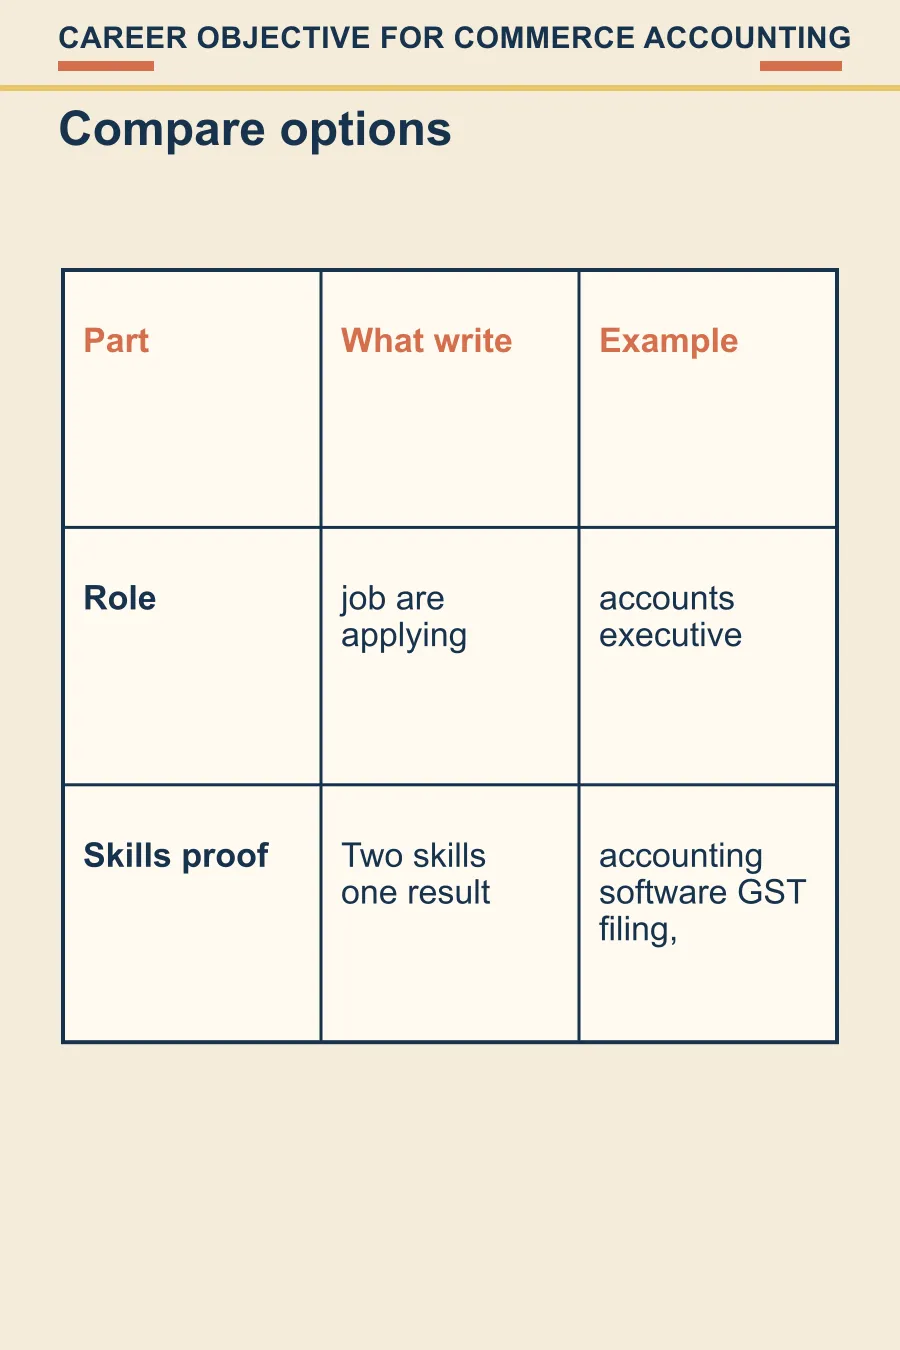 CAREER OBJECTIVE FOR COMMERCE ACCOUNTING
Compare options
Part
What write
Example
Role
job are
applying
accounts
executive
Skills proof
Two skills
one result
accounting
software GST
filing,